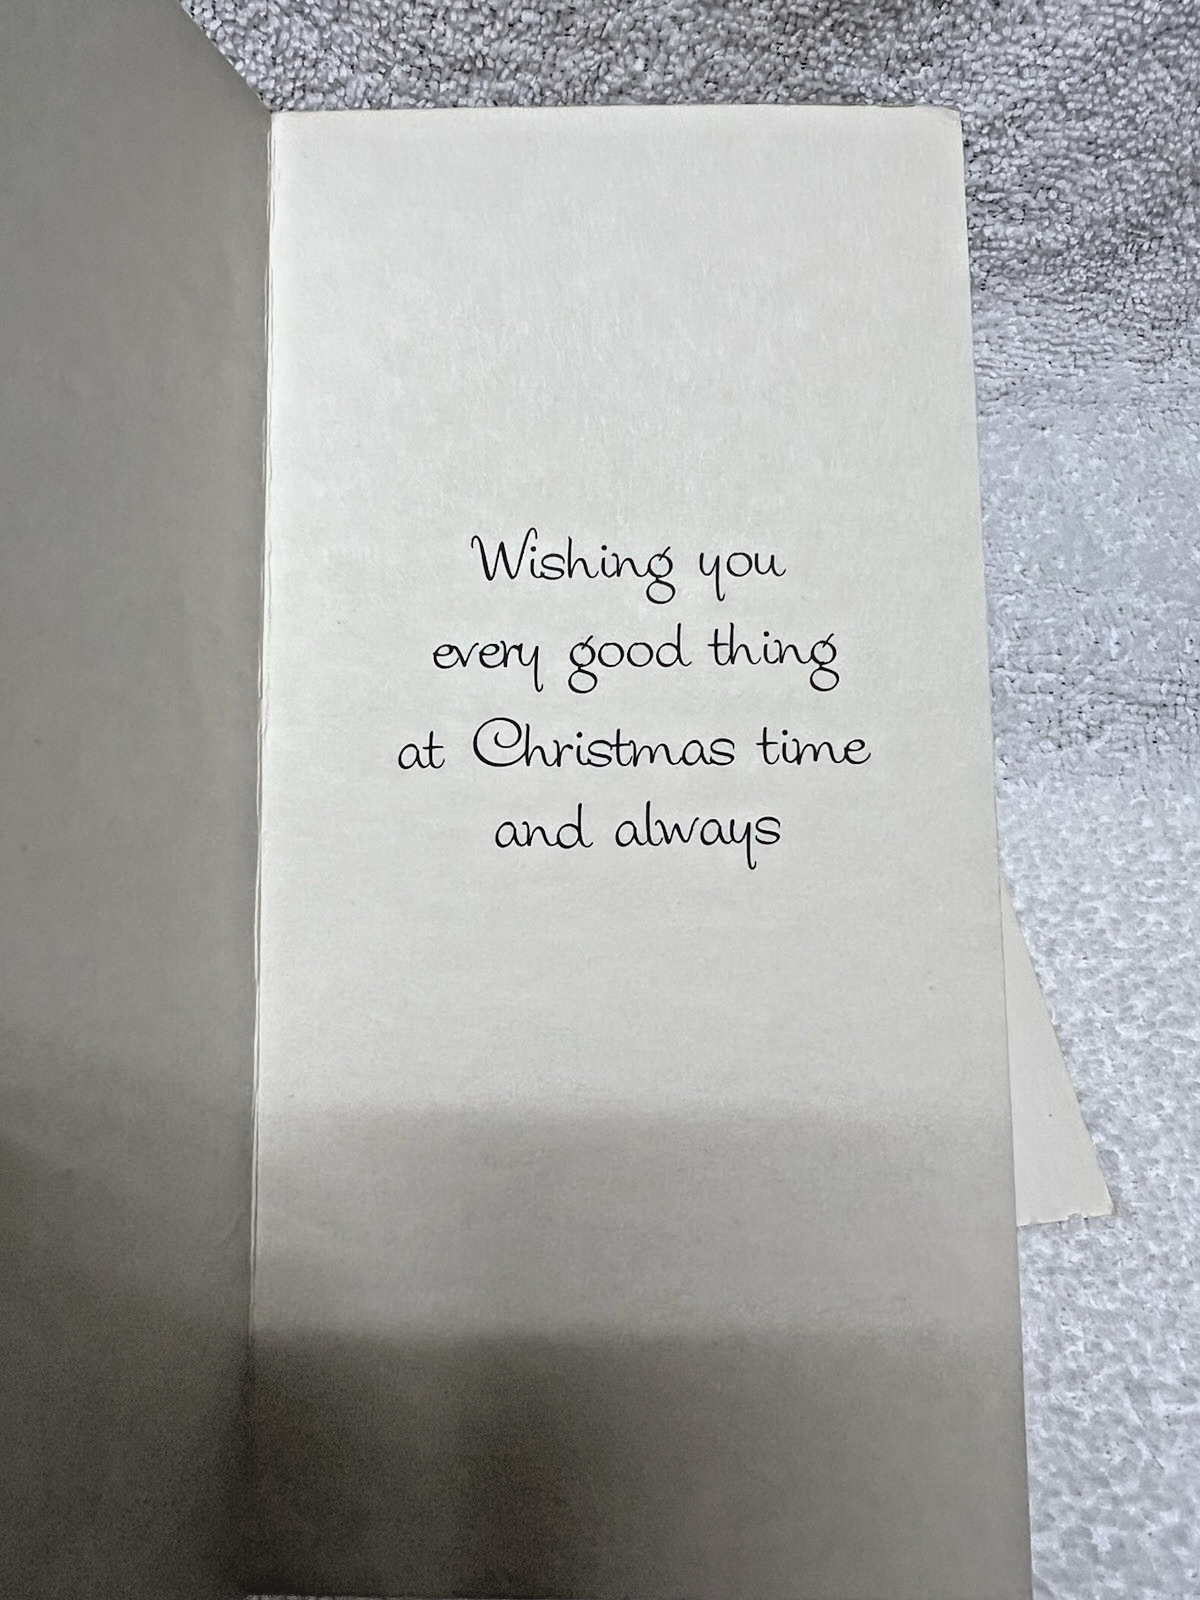 Wishing you
every good thing
at Christmas time
and always